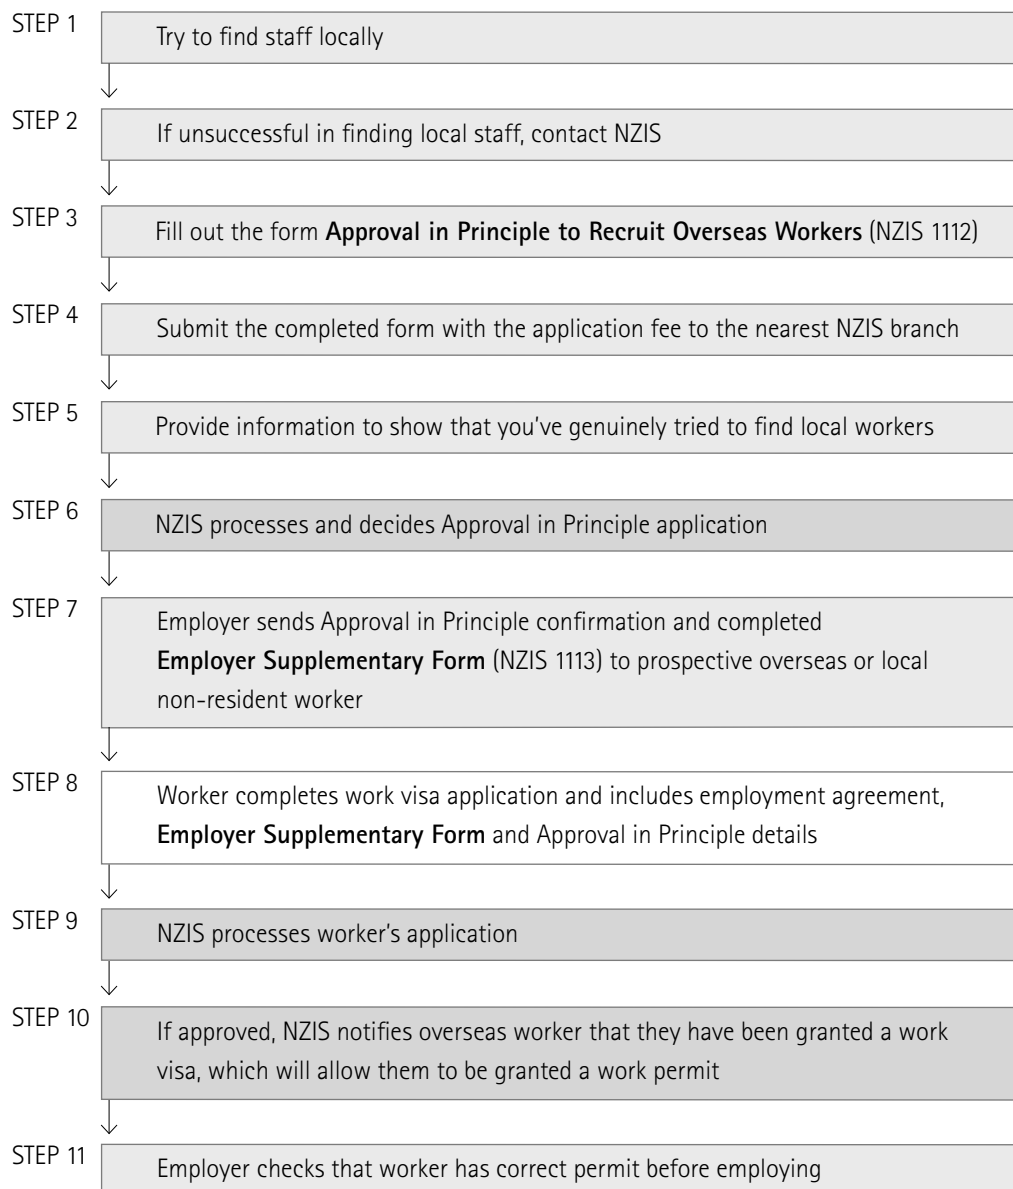 STEP 1
Try to find staff locally
STEP 2
If unsuccessful in finding local staff, contact NZIS
STEP 3
Fill out the form Approval in Principle to Recruit Overseas Workers (NZIS 1112)
STEP 4
Submit the completed form with the application fee to the nearest NZIS branch
STEP 5
Provide information to show that you've genuinely tried to find local workers
STEP 6
NZIS processes and decides Approval in Principle application
STEP 7
Employer sends Approval in Principle confirmation and completed
Employer Supplementary Form (NZIS 1113) to prospective overseas or local
non-resident worker
STEP 8
Worker completes work visa application and includes employment agreement,
Employer Supplementary Form and Approval in Principle details
STEP 9
NZIS processes worker's application
STEP 10
If approved, NZIS notifies overseas worker that they have been granted a work
visa, which will allow them to be granted a work permit
STEP 11
Employer checks that worker has correct permit before employing